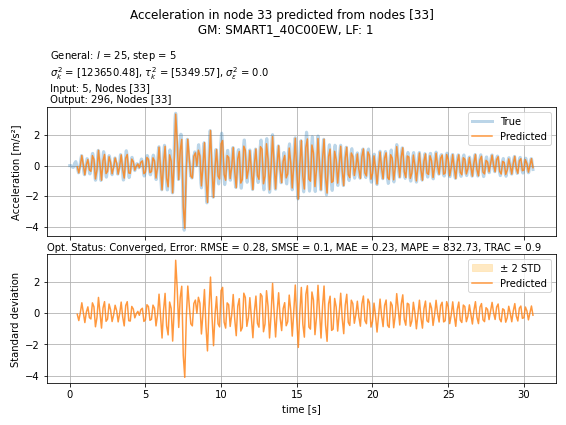 Acceleration in node 33 predicted from nodes [33]
GM: SMART1_40C00EW, LF: 1
General: l = 25, step = 5
σ²ₖ = [123650.48], τ²ₖ = [5349.57], σ²ε = 0.0
Input: 5, Nodes [33]
Output: 296, Nodes [33]
Acceleration [m/s²]
2
0
−2
−4
True
Predicted
Opt. Status: Converged, Error: RMSE = 0.28, SMSE = 0.1, MAE = 0.23, MAPE = 832.73, TRAC = 0.9
Standard deviation
2
0
−2
−4
± 2 STD
Predicted
0 5 10 15 20 25 30
time [s]